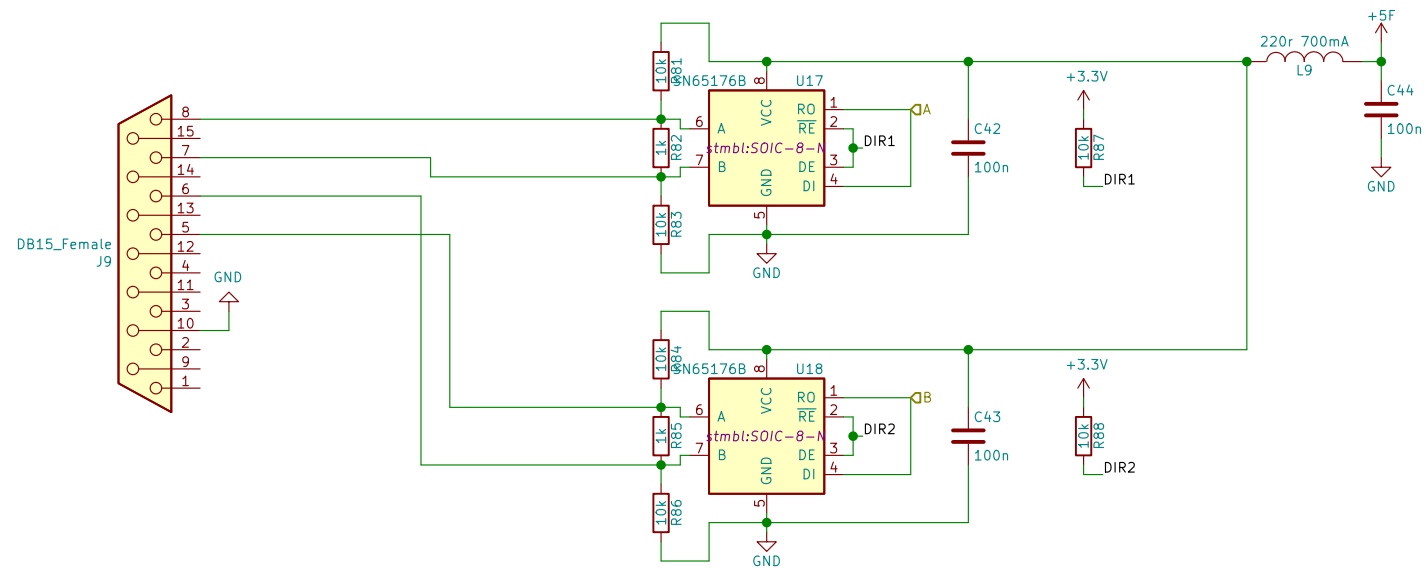 DB15_Female
J9
8
15
7
14
6
13
5
12
4
11
3
10
2
9
1
GND
10k
R81
1k
R82
10k
R83
SN65176B
U17
8
VCC
6
A
7
B
stmbl:SOIC-8-N
GND
5
RO
1
RE
2
DE
3
DI
4
A
DIR1
GND
C42
100n
+3.3V
10k
R87
DIR1
220r 700mA
L9
+5F
C44
100n
GND
10k
R84
1k
R85
10k
R86
SN65176B
U18
8
VCC
6
A
7
B
stmbl:SOIC-8-N
GND
5
RO
1
RE
2
DE
3
DI
4
B
DIR2
GND
C43
100n
+3.3V
10k
R88
DIR2